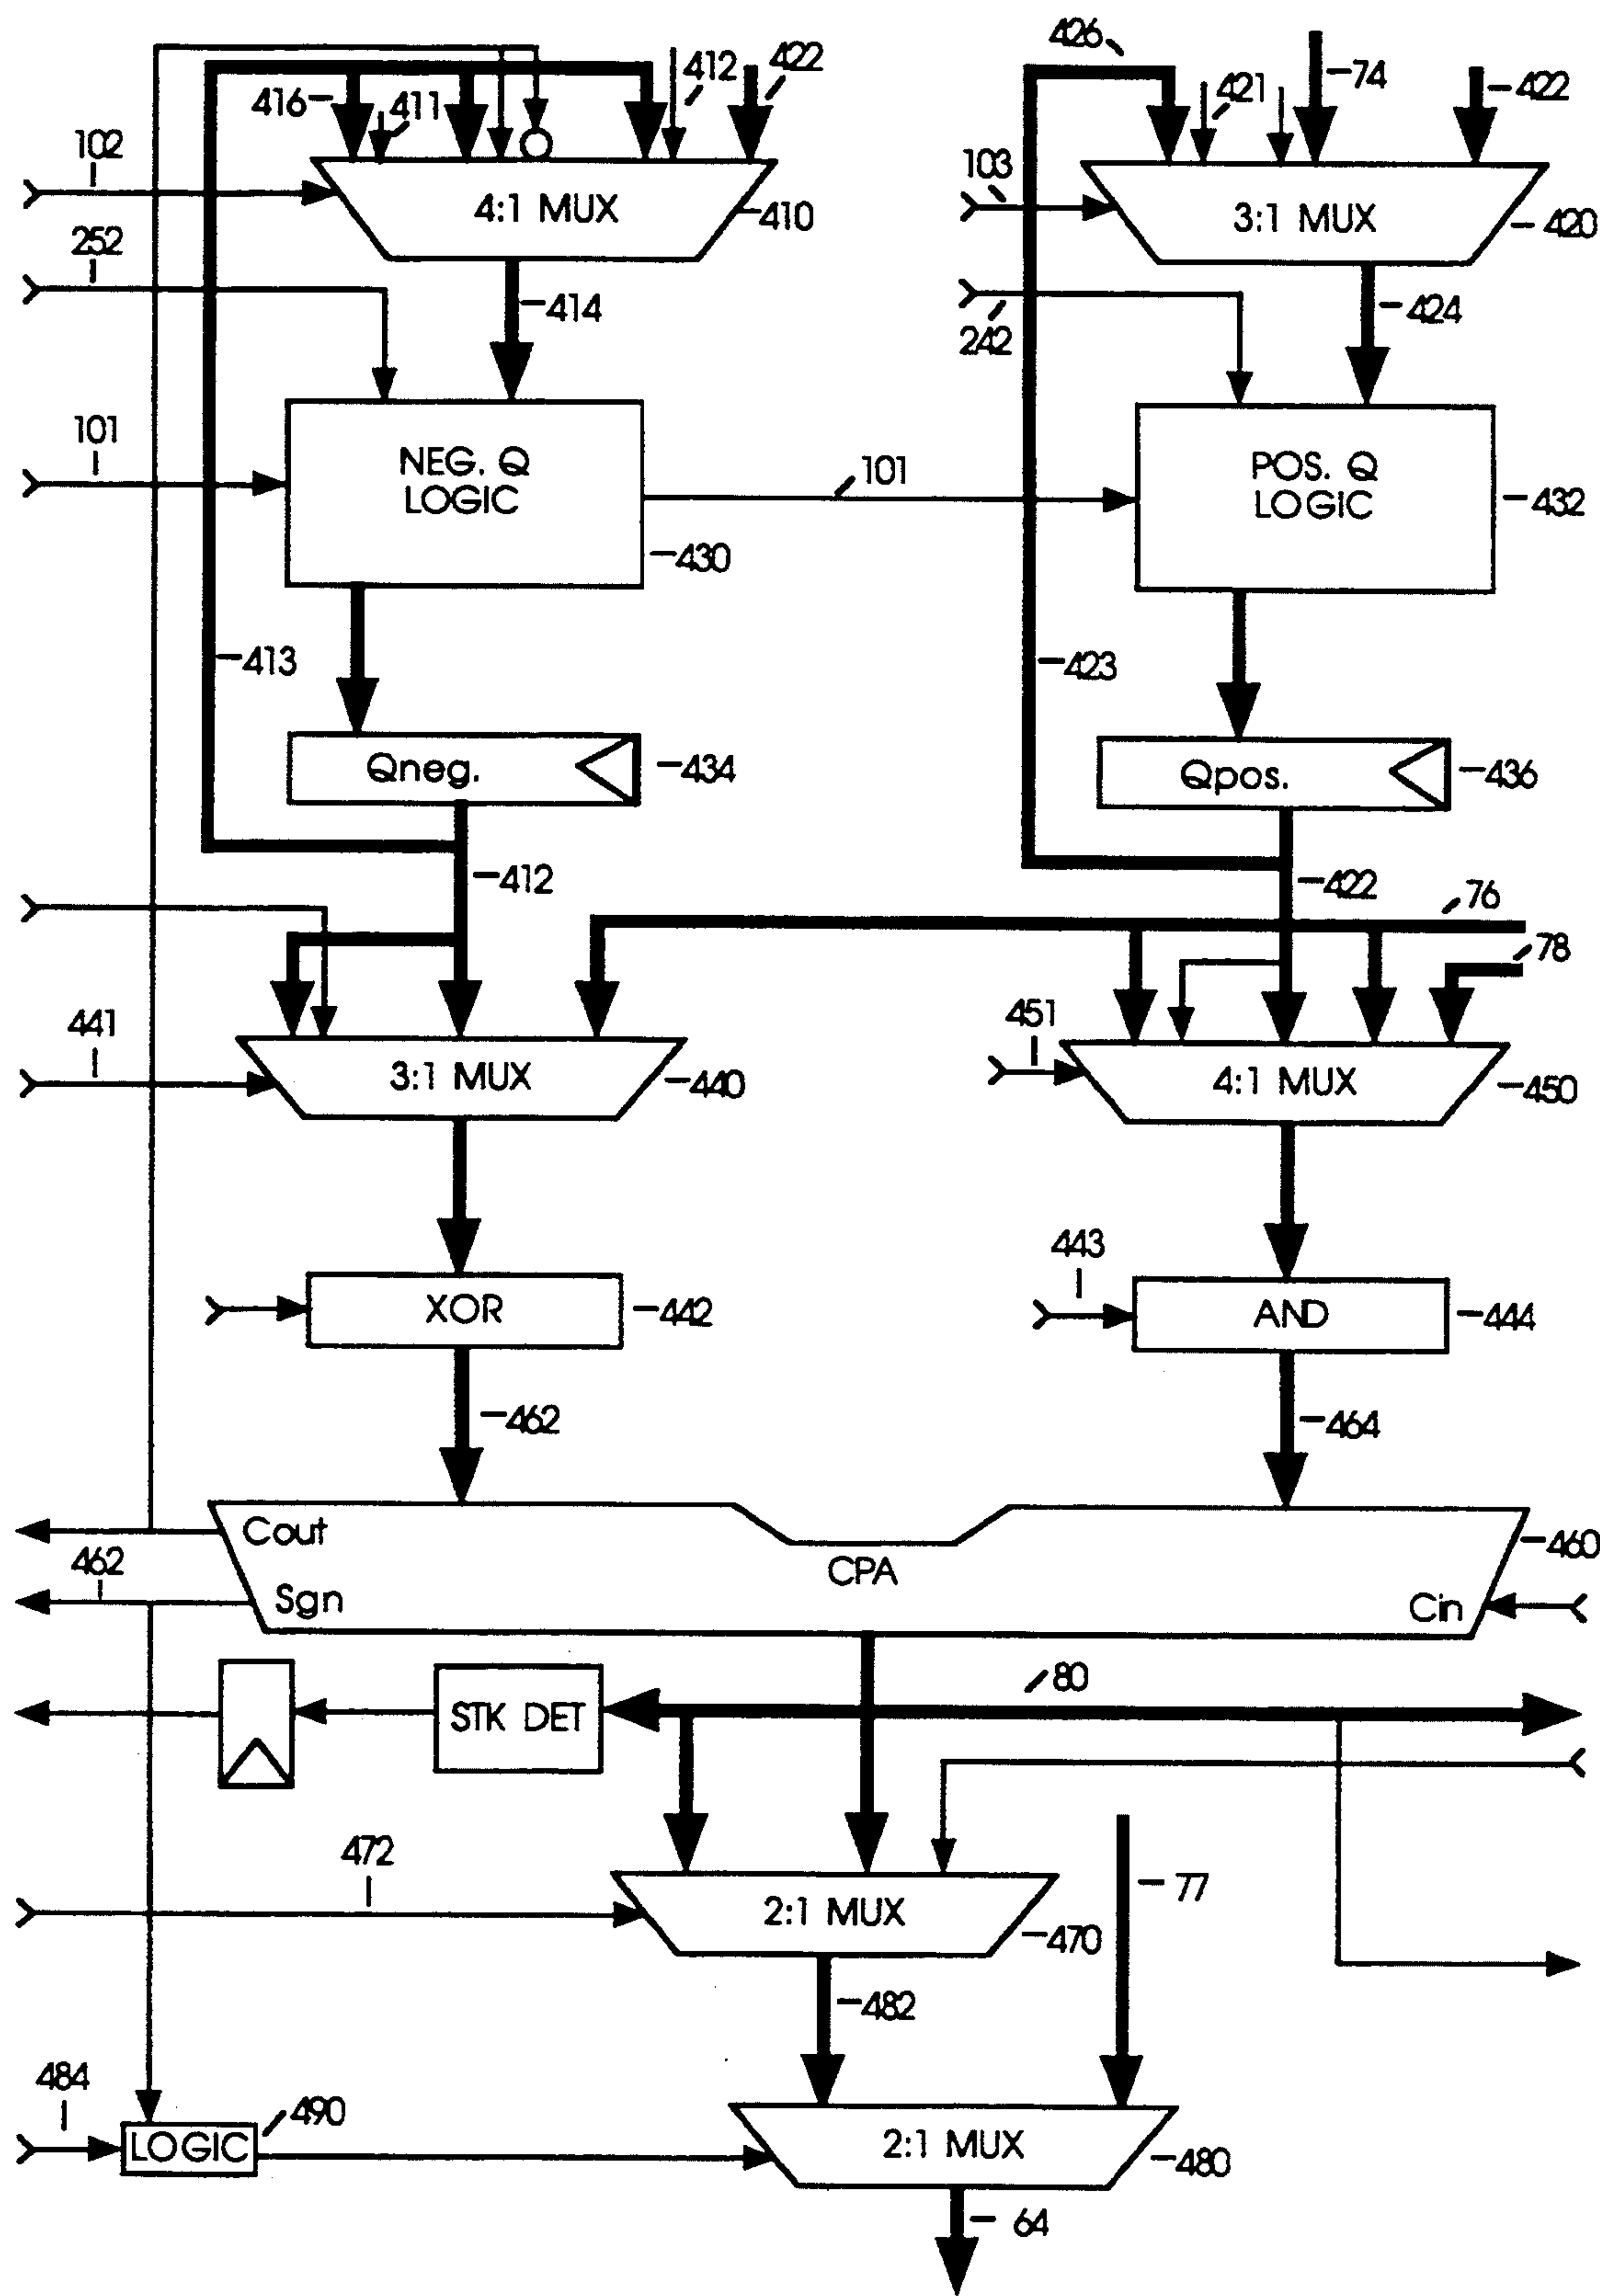 426
412
422
74
422
416
411
421
102
103
4:1 MUX
410
3:1 MUX
420
252
414
242
424
101
NEG. Q
LOGIC
430
101
POS. Q
LOGIC
432
413
423
Qneg.
434
Qpos.
436
412
422
76
78
441
451
3:1 MUX
440
4:1 MUX
450
443
XOR
442
AND
444
462
464
Cout
460
462
CPA
Sgn
Cin
80
STK DET
472
77
2:1 MUX
470
482
484
490
LOGIC
2:1 MUX
480
64